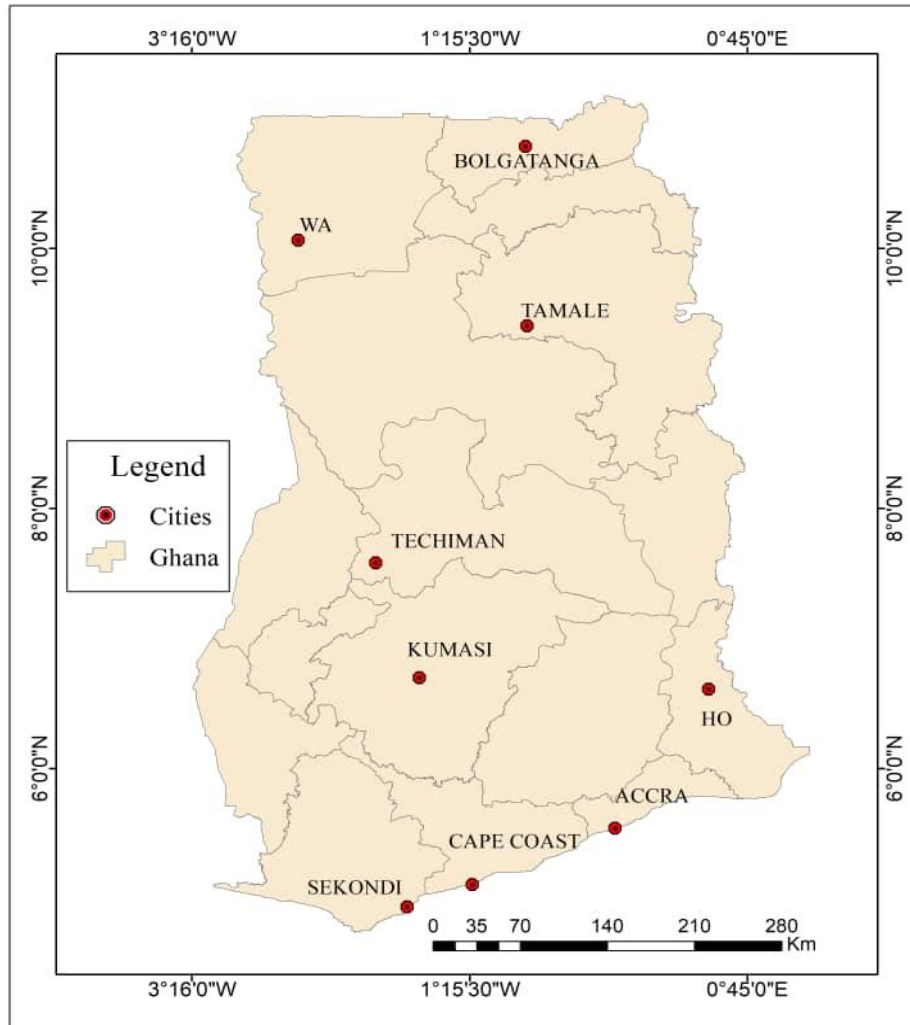 3°16'0"W 1°15'30"W 0°45'0"E
BOLGATANGA
WA
10°0'0"N 10°0'0"N
TAMALE
Legend
Cities
Ghana
8°0'0"N 8°0'0"N
TECHIMAN
KUMASI
HO
6°0'0"N 6°0'0"N
ACCRA
CAPE COAST
SEKONDI
0 35 70 140 210 280
Km
3°16'0"W 1°15'30"W 0°45'0"E